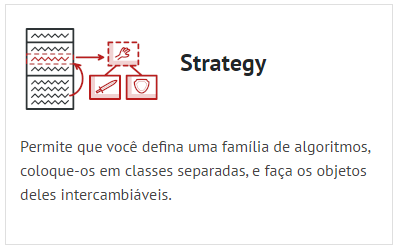 Strategy
Permite que você defina uma família de algoritmos,
coloque-os em classes separadas, e faça os objetos
deles intercambiáveis.